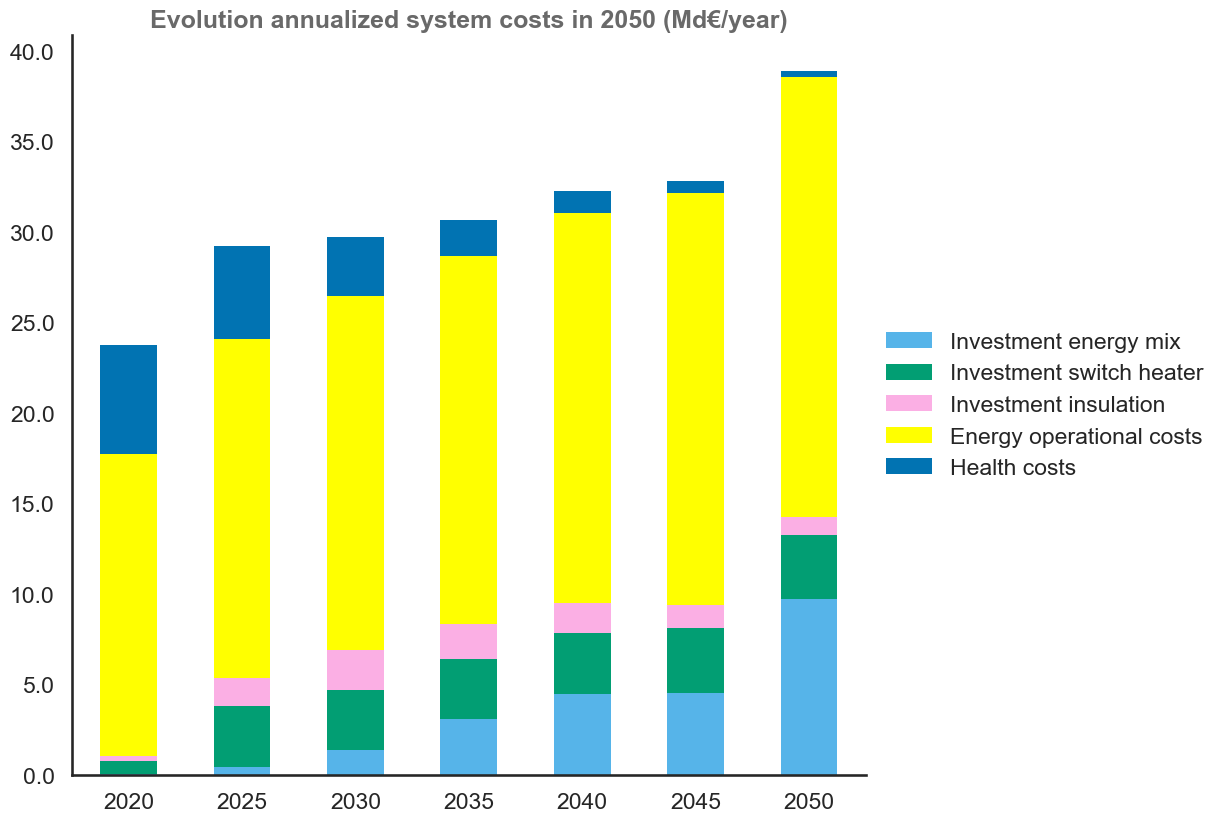 Evolution annualized system costs in 2050 (Md€/year)
40.0
35.0
30.0
25.0
20.0
15.0
10.0
5.0
0.0
2020 2025 2030 2035 2040 2045 2050
Investment energy mix
Investment switch heater
Investment insulation
Energy operational costs
Health costs